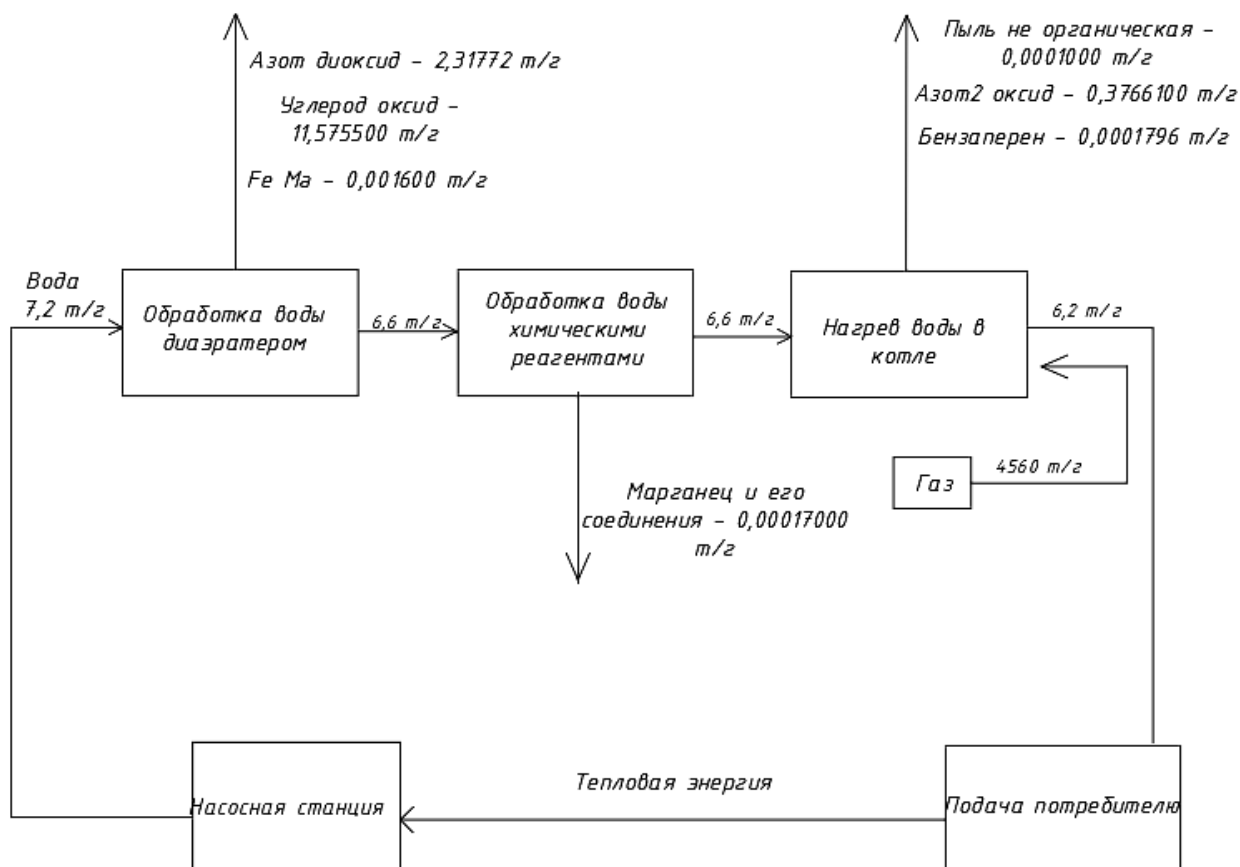 Азот диоксид – 2,31772 т/г
Углерод оксид –
11,575500 т/г
Fe Ma – 0,001600 т/г
Пыль не органическая –
0,0001000 т/г
Азот2 оксид – 0,3766100 т/г
Бензаперен – 0,0001796 т/г
Вода
7,2 т/г
Обработка воды
диаэратером
6,6 т/г
Обработка воды
химическими
реагентами
6,6 т/г
Нагрев воды в
котле
6,2 т/г
Газ
4560 т/г
Марганец и его
соединения – 0,00017000
т/г
Насосная станция
Тепловая энергия
Подача потребителю